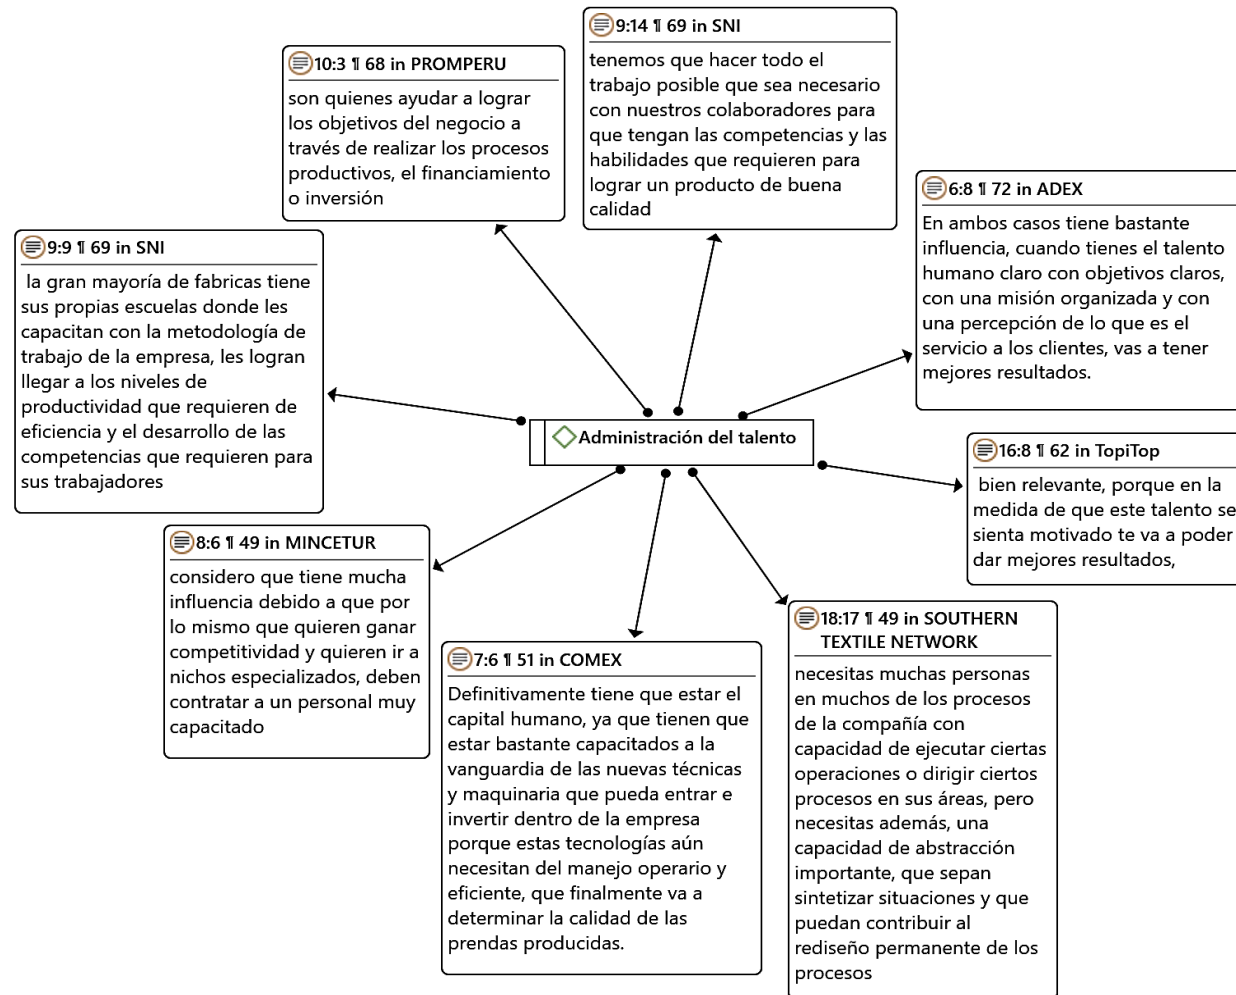 9:14 ¶ 69 in SNI
tenemos que hacer todo el
trabajo posible que sea necesario
con nuestros colaboradores para
que tengan las competencias y las
habilidades que requieren para
lograr un producto de buena
calidad
10:3 ¶ 68 in PROMPERU
son quienes ayudar a lograr
los objetivos del negocio a
través de realizar los procesos
productivos, el financiamiento
o inversión
6:8 ¶ 72 in ADEX
En ambos casos tiene bastante
influencia, cuando tienes el talento
humano claro con objetivos claros,
con una misión organizada y con
una percepción de lo que es el
servicio a los clientes, vas a tener
mejores resultados.
9:9 ¶ 69 in SNI
la gran mayoría de fabricas tiene
sus propias escuelas donde les
capacitan con la metodología de
trabajo de la empresa, les logran
llegar a los niveles de
productividad que requieren de
eficiencia y el desarrollo de las
competencias que requieren para
sus trabajadores
Administración del talento
16:8 ¶ 62 in TopiTop
bien relevante, porque en la
medida de que este talento se
sienta motivado te va a poder
dar mejores resultados,
8:6 ¶ 49 in MINCETUR
considero que tiene mucha
influencia debido a que por
lo mismo que quieren ganar
competitividad y quieren ir a
nichos especializados, deben
contratar a un personal muy
capacitado
7:6 ¶ 51 in COMEX
Definitivamente tiene que estar el
capital humano, ya que tienen que
estar bastante capacitados a la
vanguardia de las nuevas técnicas
y maquinaria que pueda entrar e
invertir dentro de la empresa
porque estas tecnologías aún
necesitan del manejo operario y
eficiente, que finalmente va a
determinar la calidad de las
prendas producidas.
18:17 ¶ 49 in SOUTHERN
TEXTILE NETWORK
necesitas muchas personas
en muchos de los procesos
de la compañía con
capacidad de ejecutar ciertas
operaciones o dirigir ciertos
procesos en sus áreas, pero
necesitas además, una
capacidad de abstracción
importante, que sepan
sintetizar situaciones y que
puedan contribuir al
rediseño permanente de los
procesos